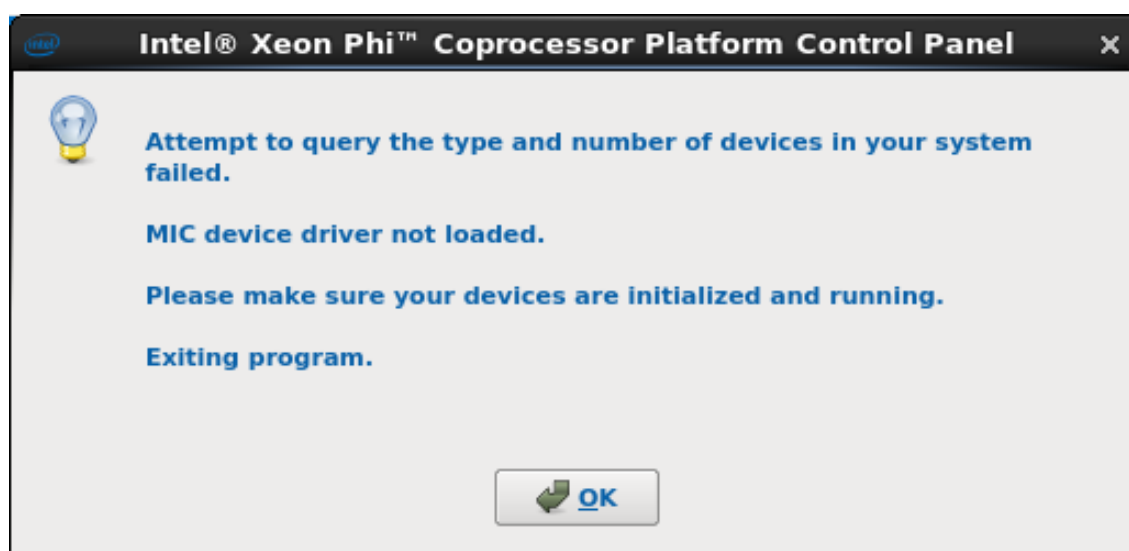 intel
Intel® Xeon Phi™ Coprocessor Platform Control Panel
Attempt to query the type and number of devices in your system
failed.
MIC device driver not loaded.
Please make sure your devices are initialized and running.
Exiting program.
OK